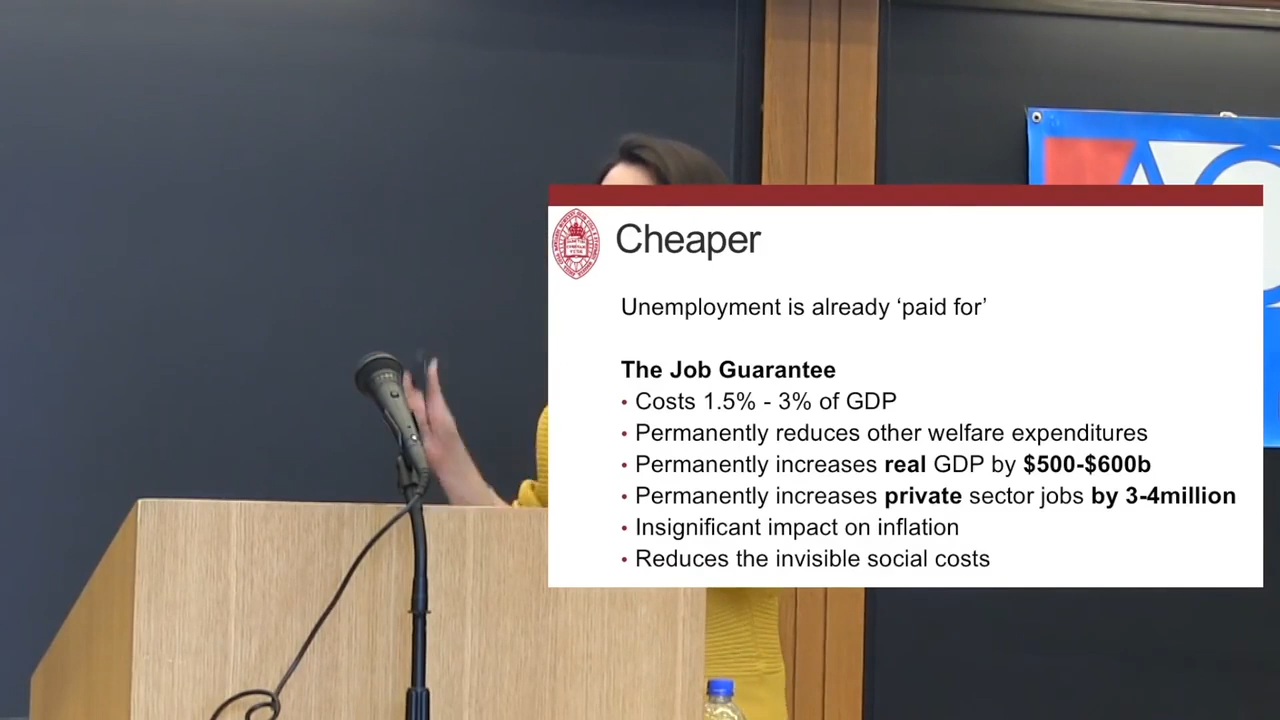 Cheaper
Unemployment is already ‘paid for’
The Job Guarantee
• Costs 1.5% - 3% of GDP
• Permanently reduces other welfare expenditures
• Permanently increases real GDP by $500-$600b
• Permanently increases private sector jobs by 3-4million
• Insignificant impact on inflation
• Reduces the invisible social costs